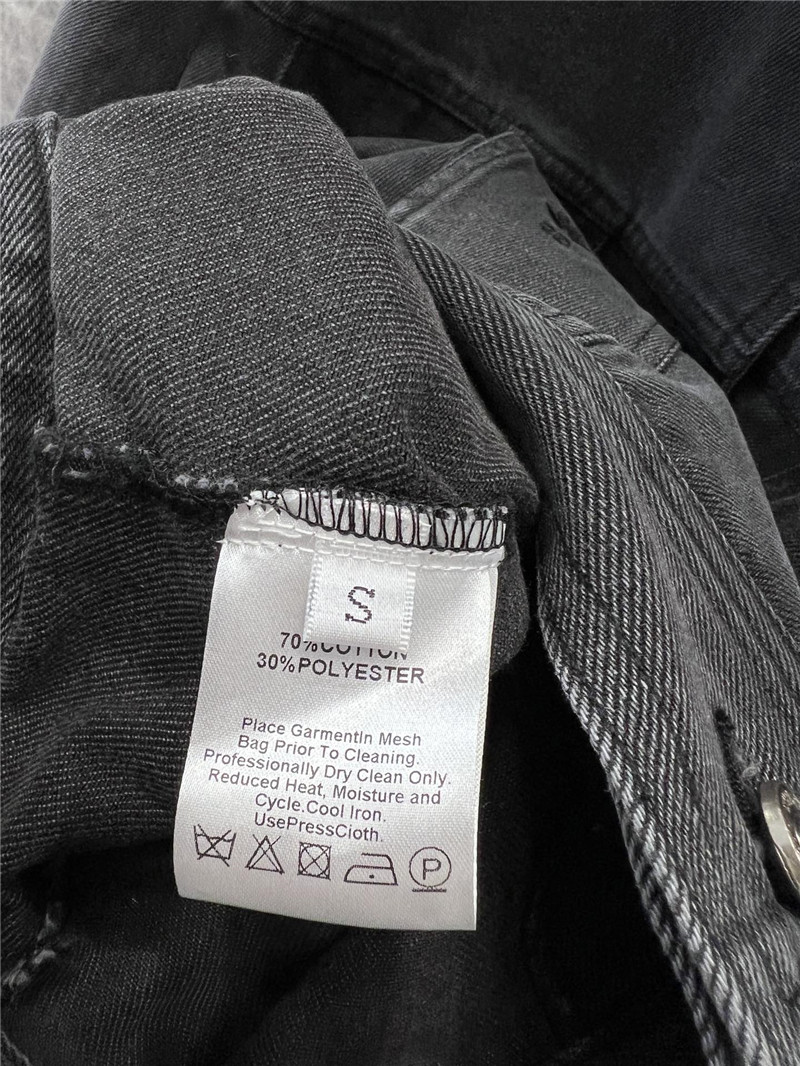 S
70%COTTON
30%POLYESTER
Place GarmentIn Mesh
Bag Prior To Cleaning.
Professionally Dry Clean Only.
Reduced Heat, Moisture and
Cycle.Cool Iron.
UsePressCloth.
P